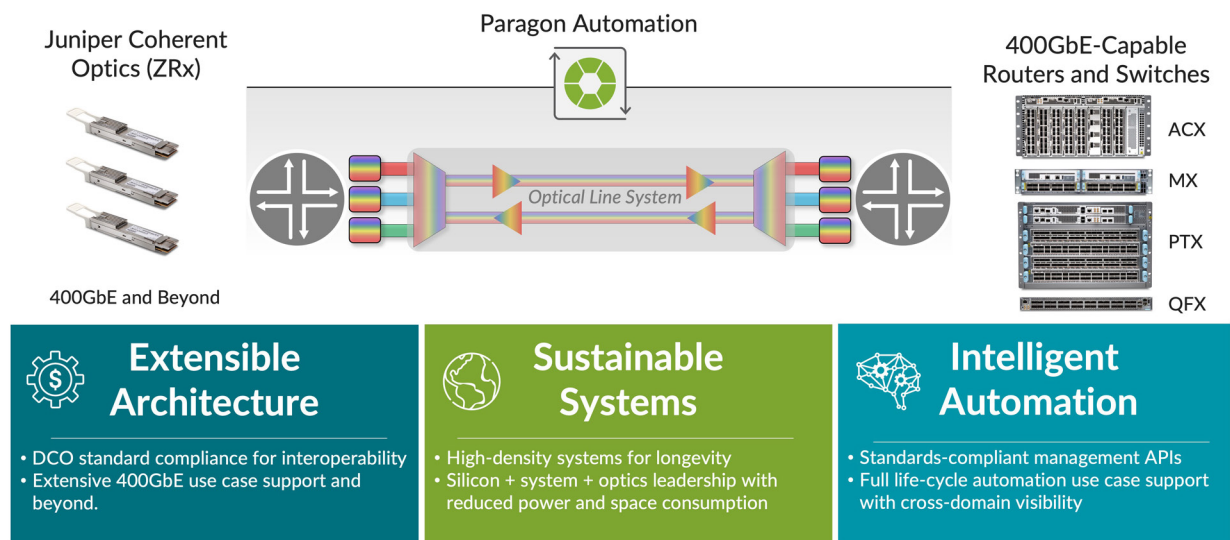 Paragon Automation
Juniper Coherent
Optics (ZRx)
400GbE-Capable
Routers and Switches
ACX
MX
Optical Line System
PTX
400GbE and Beyond
QFX
Extensible
Architecture
• DCO standard compliance for interoperability
• Extensive 400GbE use case support and
beyond.
Sustainable
Systems
• High-density systems for longevity
• Silicon + system + optics leadership with
reduced power and space consumption
Intelligent
Automation
• Standards-compliant management APIs
• Full life-cycle automation use case support
with cross-domain visibility
$